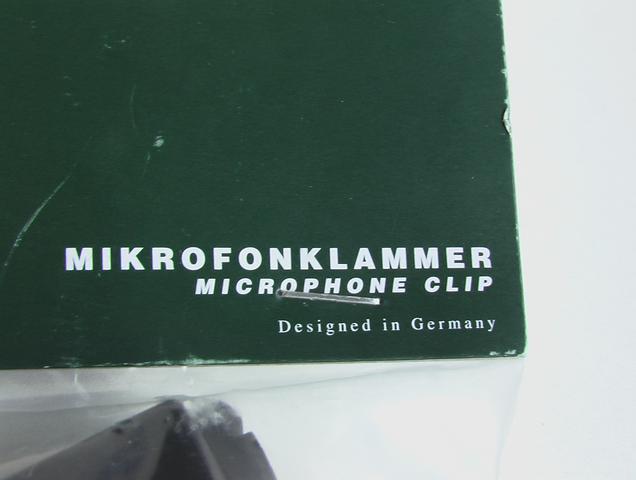 MIKROFONKLAMMER
MICROPHONE CLIP
Designed in Germany